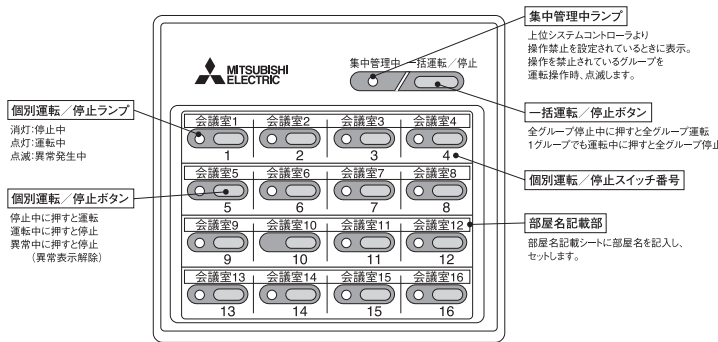 集中管理中ランプ
上位システムコントローラより
操作禁止を設定されているときに表示。
操作を禁止されているグループを
運転操作時、点滅します。
MITSUBISHI
ELECTRIC
集中管理中 一括運転/停止
一括運転/停止ボタン
全グループ停止中に押すと全グループ運転
1グループでも運転中に押すと全グループ停止
個別運転/停止ランプ
消灯:停止中
点灯:運転中
点滅:異常発生中
個別運転/停止ボタン
停止中に押すと運転
運転中に押すと停止
異常中に押すと停止
(異常表示解除)
会議室1 会議室2 会議室3 会議室4
1 2 3 4
会議室5 会議室6 会議室7 会議室8
5 6 7 8
会議室9 会議室10 会議室11 会議室12
9 10 11 12
会議室13 会議室14 会議室15 会議室16
13 14 15 16
個別運転/停止スイッチ番号
部屋名記載部
部屋名記載シートに部屋名を記入し、
セットします。